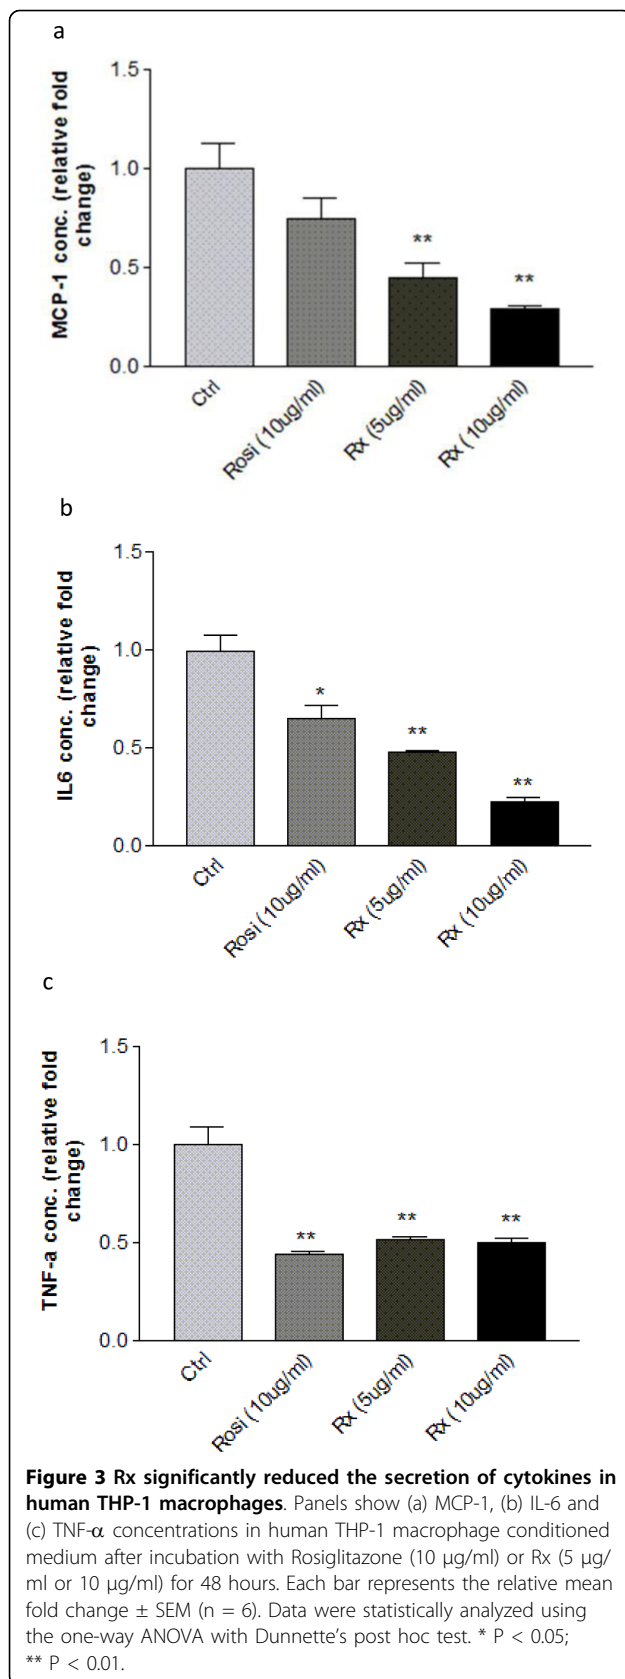 a
MCP-1 conc. (relative fold
change)
1.5
1.0
0.5
0.0
**
**
Ctrl
Rosi (10ug/ml)
Rx (5ug/ml)
Rx (10ug/ml)
b
IL6 conc. (relative fold
change)
1.5
1.0
0.5
0.0
*
**
**
Ctrl
Rosi (10ug/ml)
Rx (5ug/ml)
Rx (10ug/ml)
c
TNF-a conc. (relative fold
change)
1.5
1.0
0.5
0.0
**
**
**
Ctrl
Rosi (10ug/ml)
Rx (5ug/ml)
Rx (10ug/ml)
Figure 3 Rx significantly reduced the secretion of cytokines in
human THP-1 macrophages. Panels show (a) MCP-1, (b) IL-6 and
(c) TNF-α concentrations in human THP-1 macrophage conditioned
medium after incubation with Rosiglitazone (10 μg/ml) or Rx (5 μg/
ml or 10 μg/ml) for 48 hours. Each bar represents the relative mean
fold change ± SEM (n = 6). Data were statistically analyzed using
the one-way ANOVA with Dunnette's post hoc test. * P < 0.05;
** P < 0.01.